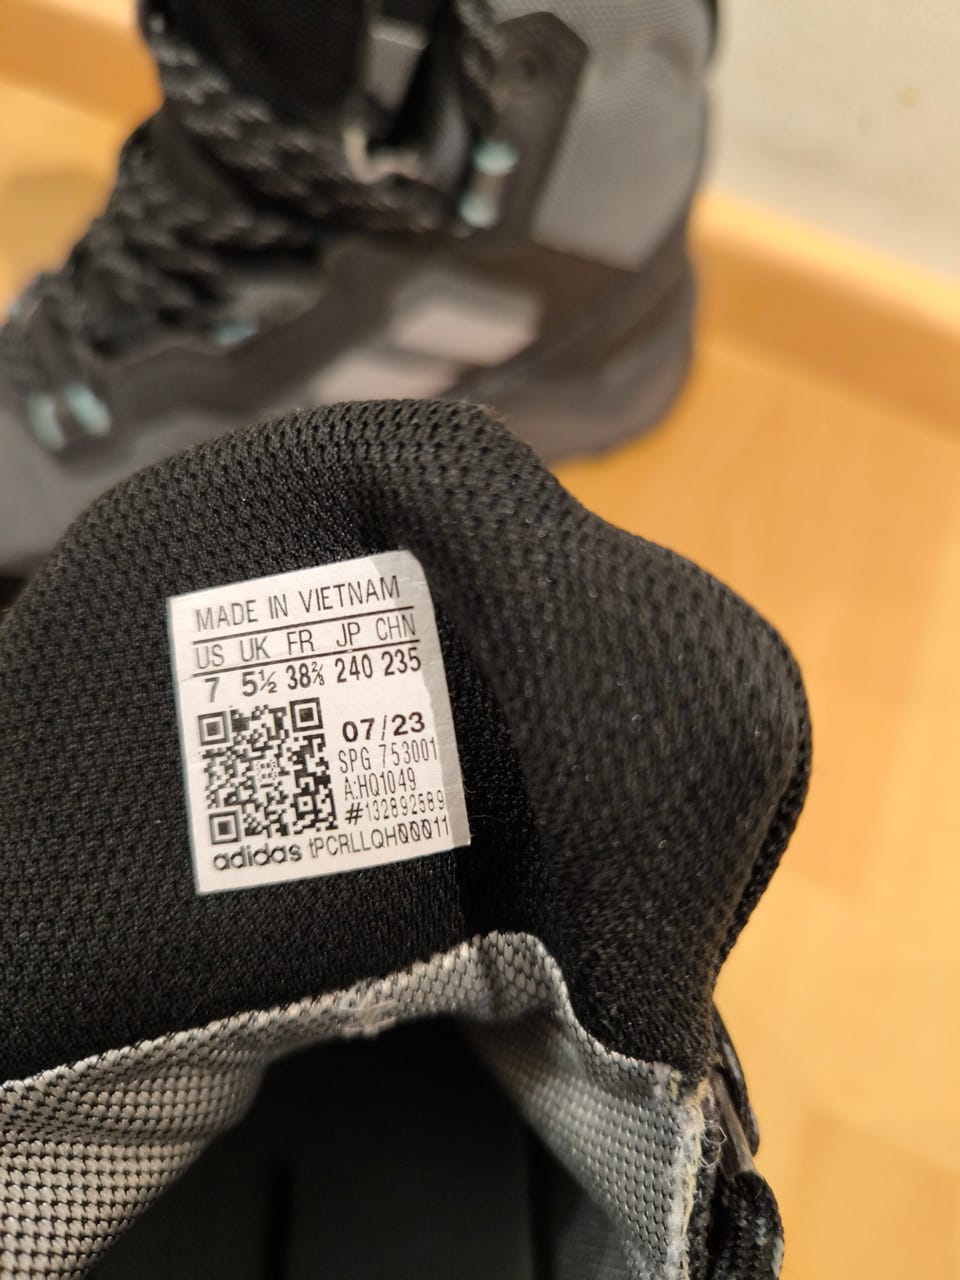 MADE IN VIETNAM
US UK FR JP CHN
7 5½ 38⅔ 240 235
07/23
SPG 753001
A:HQ1049
#132892589
adidas tPCRLLQH00011